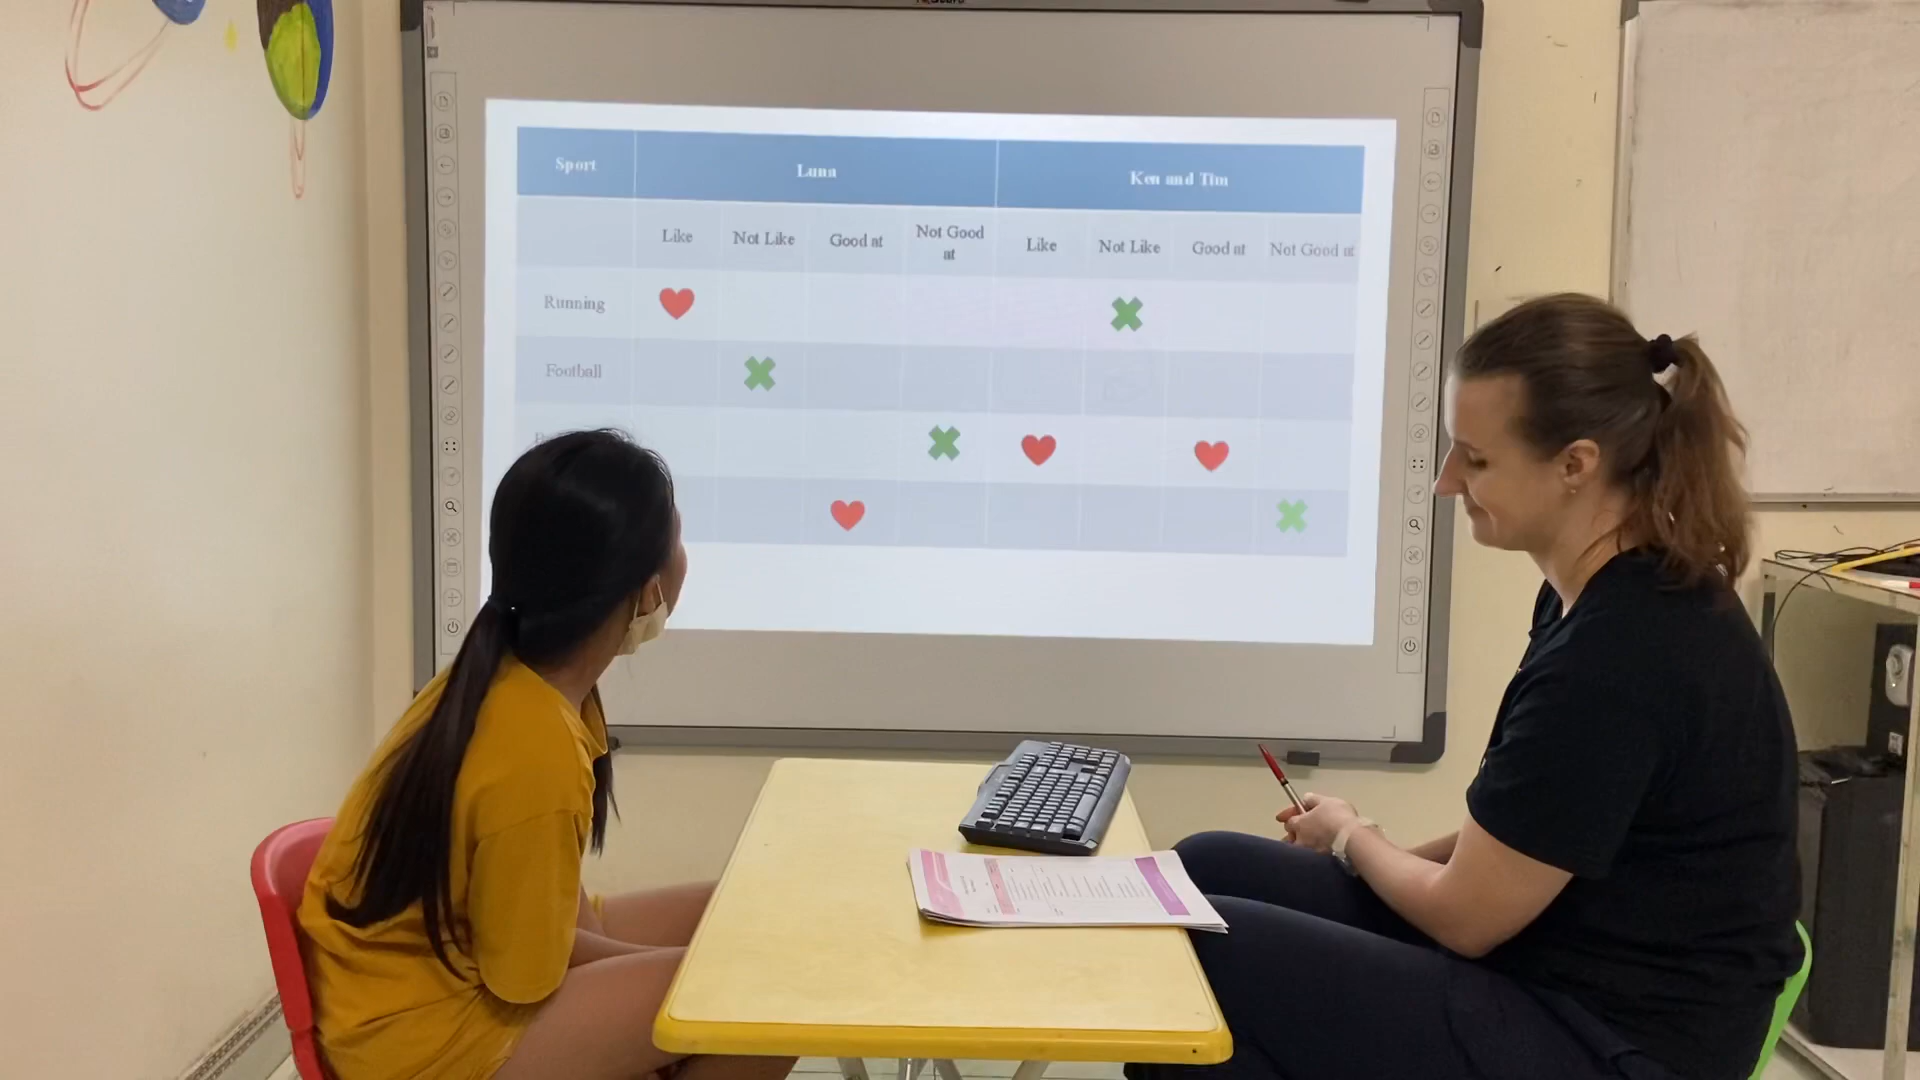 Sport Luna Ken and Tim
Like Not Like Good at Not Good at Like Not Like Good at Not Good at
Running
Football